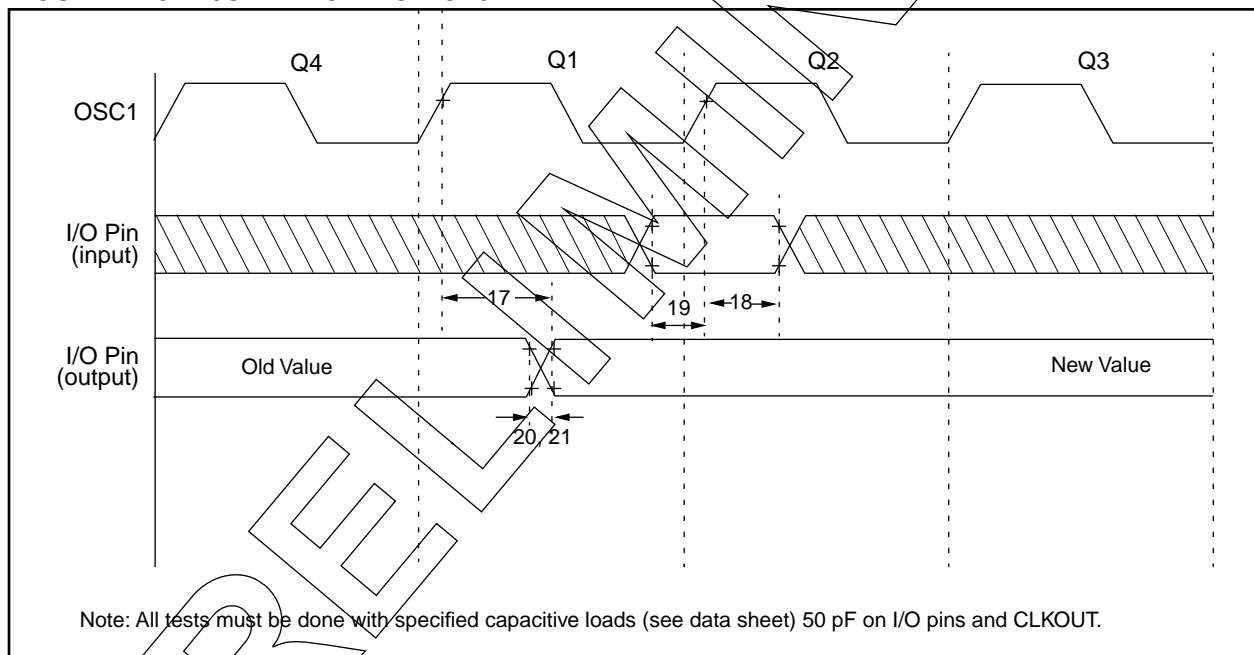 Q4 Q1 Q2 Q3
OSC1
I/O Pin
(input)
17 19 18
I/O Pin
(output)
Old Value
New Value
20, 21
Note: All tests must be done with specified capacitive loads (see data sheet) 50 pF on I/O pins and CLKOUT.